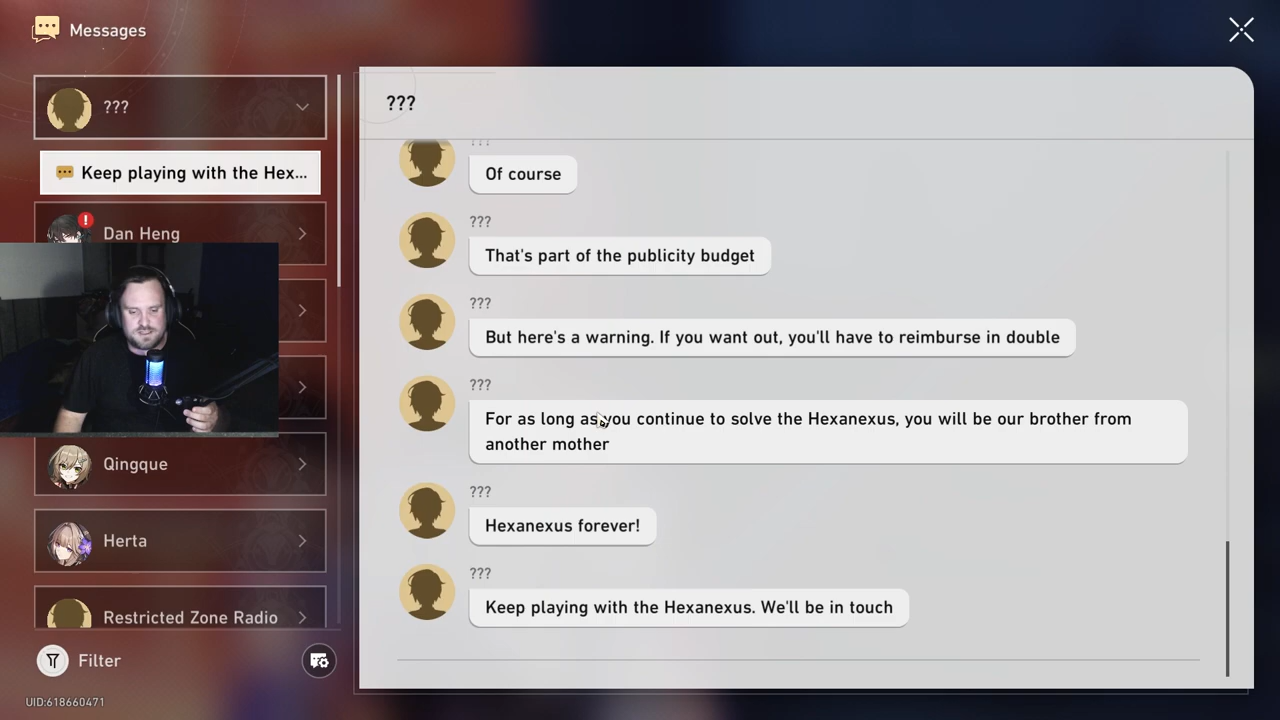 Messages
???
Keep playing with the Hex...
Dan Heng
Qingque
Herta
Restricted Zone Radio
Filter
UID:618660471
???
Of course
???
That's part of the publicity budget
???
But here's a warning. If you want out, you'll have to reimburse in double
???
For as long as you continue to solve the Hexanexus, you will be our brother from
another mother
???
Hexanexus forever!
???
Keep playing with the Hexanexus. We'll be in touch